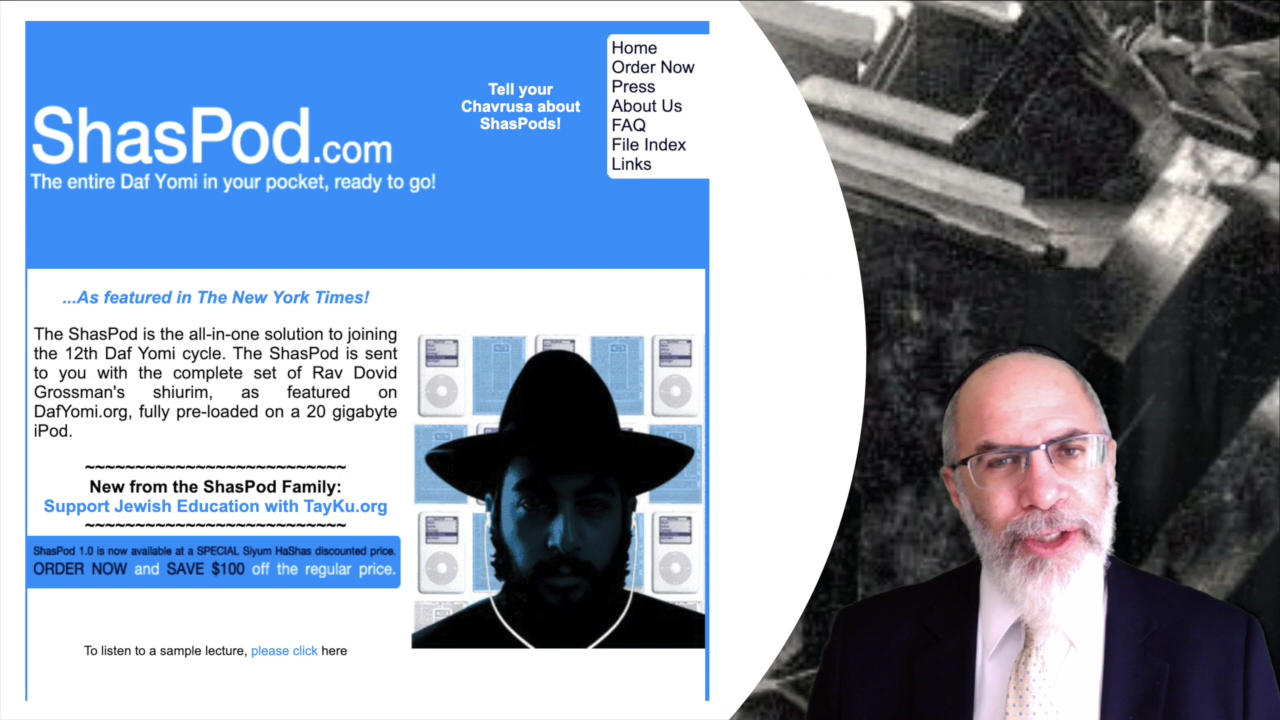 Home
Order Now
Press
About Us
FAQ
File Index
Links
Tell your
Chavrusa about
ShasPods!
ShasPod.com
The entire Daf Yomi in your pocket, ready to go!
...As featured in The New York Times!
The ShasPod is the all-in-one solution to joining
the 12th Daf Yomi cycle. The ShasPod is sent
to you with the complete set of Rav Dovid
Grossman's shiurim, as featured on
DafYomi.org, fully pre-loaded on a 20 gigabyte
iPod.
~~~~~~~~~~~~~~~~~~~~~~~~~~
New from the ShasPod Family:
Support Jewish Education with TayKu.org
~~~~~~~~~~~~~~~~~~~~~~~~~~
ShasPod 1.0 is now available at a SPECIAL Siyum HaShas discounted price.
ORDER NOW and SAVE $100 off the regular price.
To listen to a sample lecture, please click here